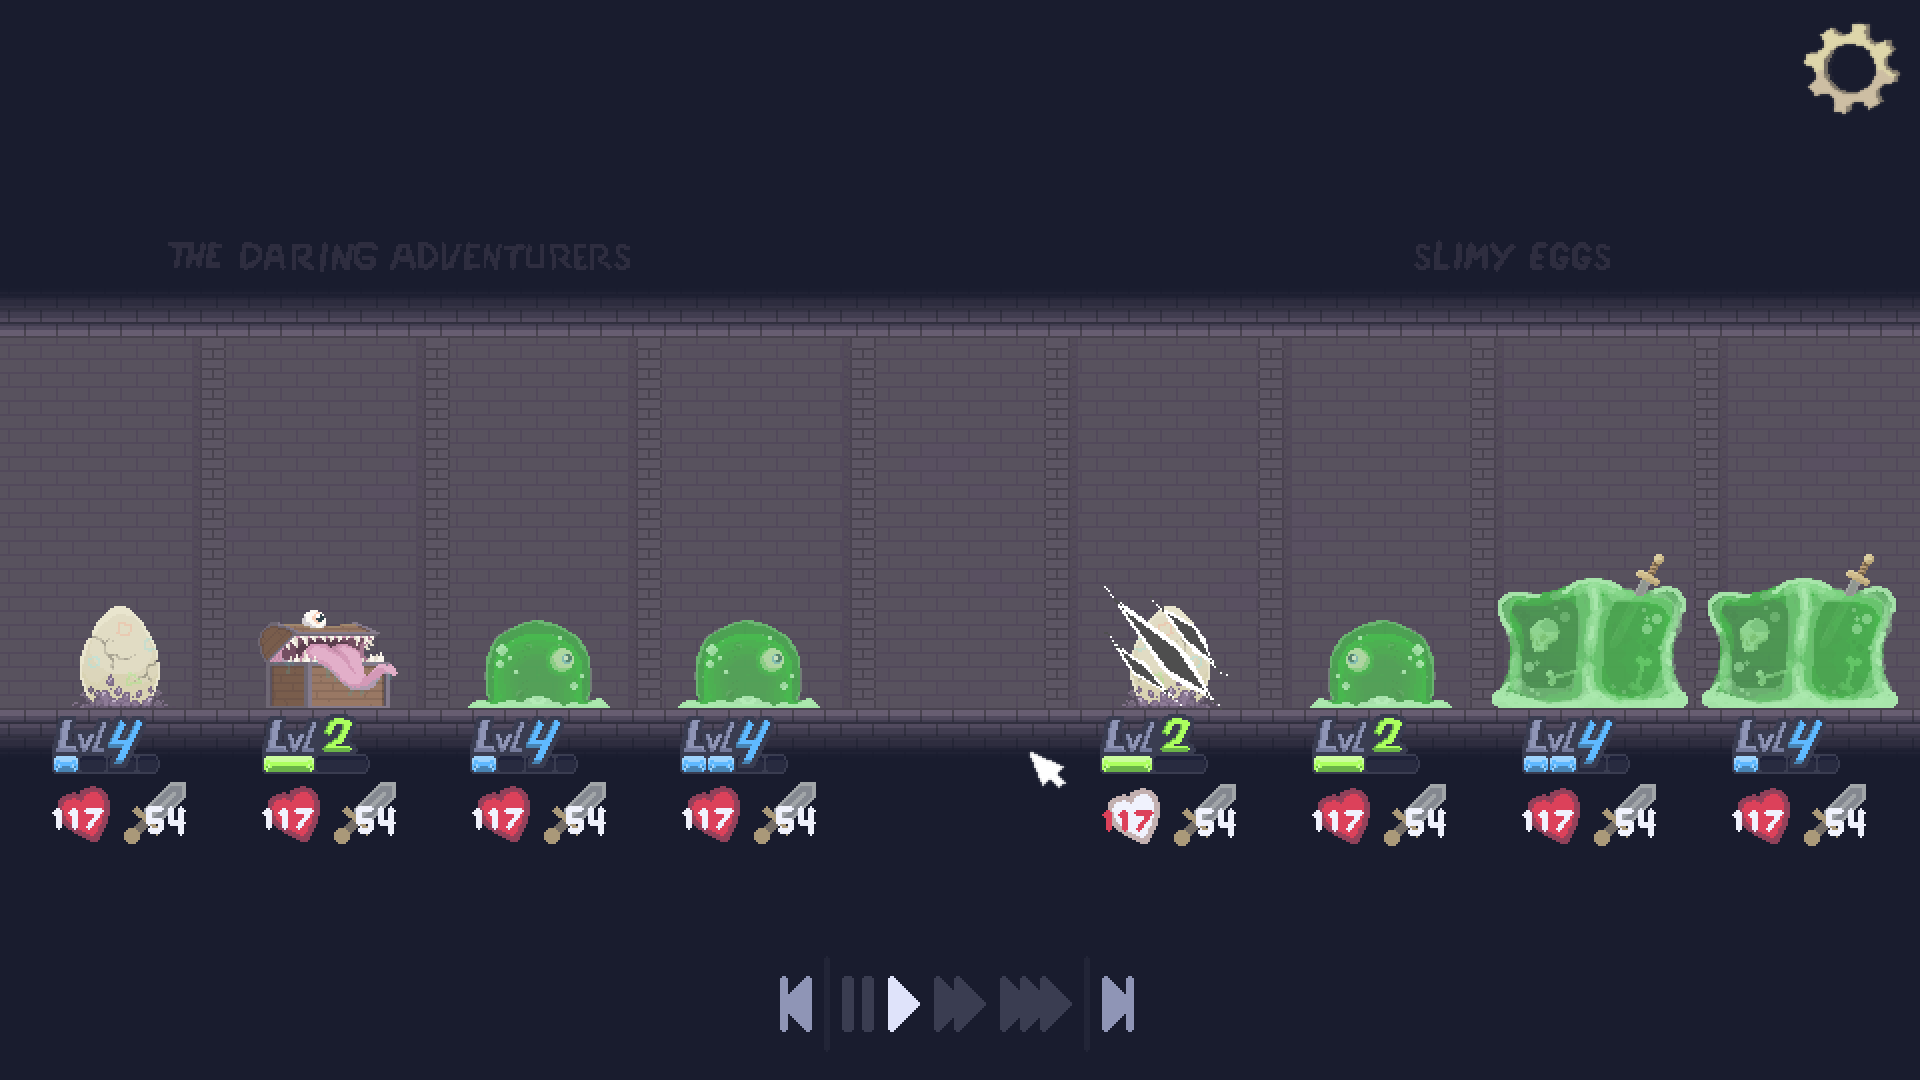 THE DARING ADVENTURERS
SLIMY EGGS
Lvl 4 Lvl 2 Lvl 4 Lvl 4 Lvl 2 Lvl 2 Lvl 4 Lvl 4
117 54 117 54 117 54 117 54 117 54 117 54 117 54 117 54